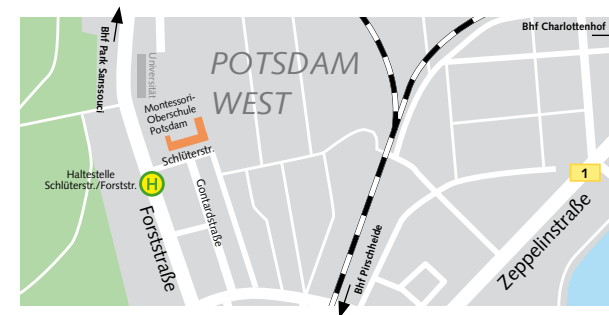 Bhf Park Sanssouci
Universität
POTSDAM
WEST
Bhf Charlottenhof
Montessori-
Oberschule
Potsdam
Schlüterstr.
Haltestelle
Schlüterstr./Forststr.
H
Forststraße
Gontardstraße
Bhf Pirschheide
1
Zeppelinstraße